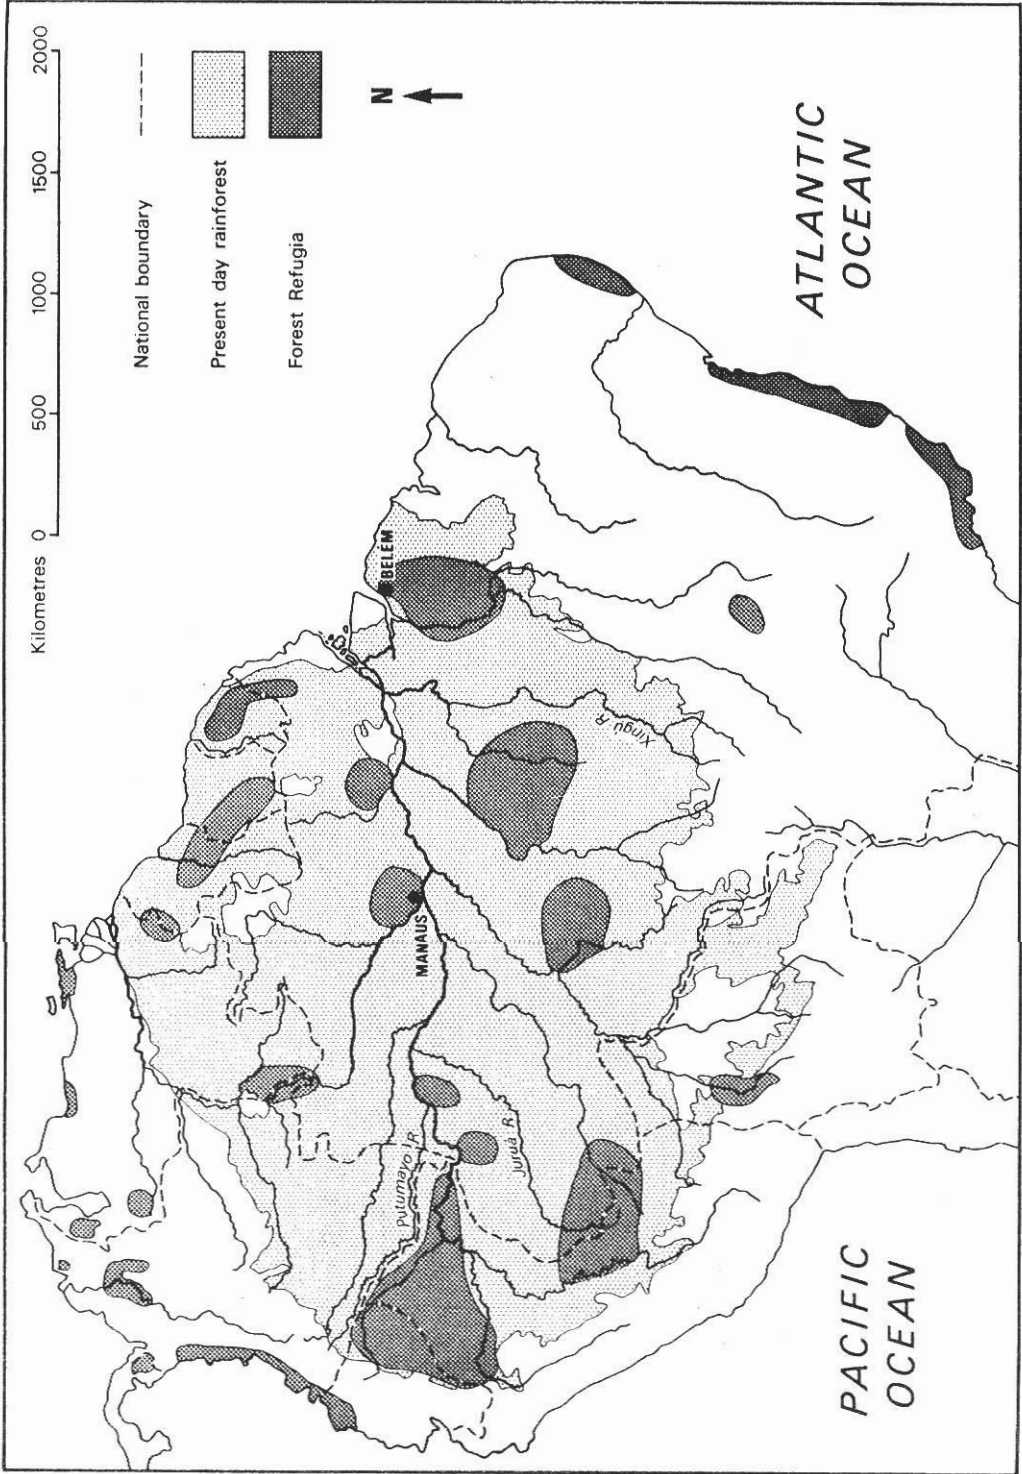 Kilometres 0 500 1000 1500 2000
National boundary
Present day rainforest
Forest Refugia
N
BELÉM
MANAUS
Xingú R
Putumayo R
Juruá R
ATLANTIC
OCEAN
PACIFIC
OCEAN